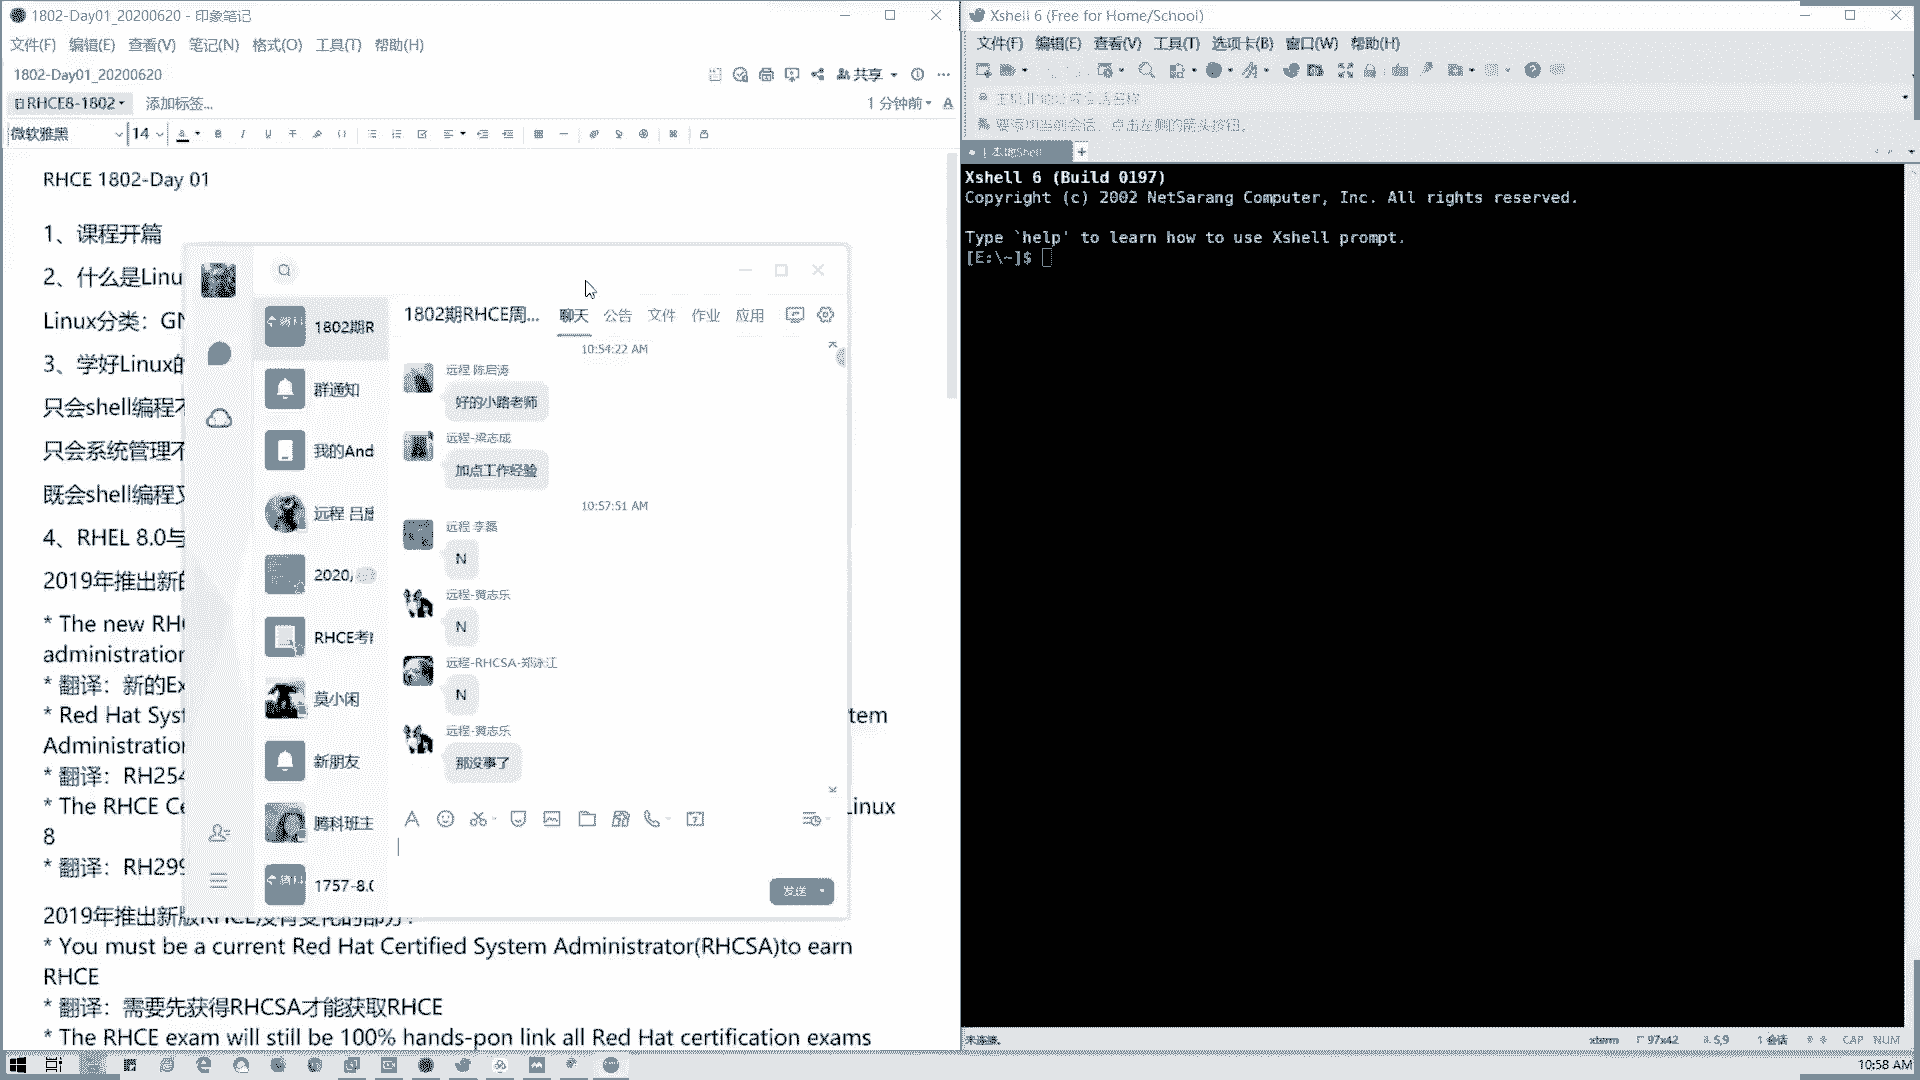 1802-Day01_20200620 - 印象笔记
文件(F) 编辑(E) 查看(V) 笔记(N) 格式(O) 工具(T) 帮助(H)
1802-Day01_20200620
共享
RHCE8-1802 添加标签...
1 分钟前
微软雅黑 14
RHCE 1802-Day 01
1、课程开篇
2、什么是Linu
Linux分类：GN
3、学好Linux的
只会shell编程不
只会系统管理不
既会shell编程又
4、RHEL 8.0与
2019年推出新的
* The new RHC
administration
* 翻译：新的Ex
* Red Hat Syst
tem
Administration
* 翻译：RH254
* The RHCE Ce
Linux
8
* 翻译：RH299
2019年推出新版RHCE没有变化的部分：
* You must be a current Red Hat Certified System Administrator(RHCSA)to earn
RHCE
* 翻译：需要先获得RHCSA才能获取RHCE
* The RHCE exam will still be 100% hands-pon link all Red Hat certification exams
1802期R
群通知
我的And
远程 吕
2020,
RHCE考
莫小闲
新朋友
腾科班主
1757-8.0
1802期RHCE周...
聊天 公告 文件 作业 应用
10:54:22 AM
好的小路老师
远程-梁志成
加点工作经验
10:57:51 AM
远程 李磊
N
远程-黄志乐
N
远程-RHCSA-郑泳江
N
远程-黄志乐
那没事了
发送
Xshell 6 (Free for Home/School)
文件(F) 编辑(E) 查看(V) 工具(T) 选项卡(B) 窗口(W) 帮助(H)
要添加当前会话，点击左侧的箭头按钮。
本地Shell
Xshell 6 (Build 0197)
Copyright (c) 2002 NetSarang Computer, Inc. All rights reserved.
Type `help' to learn how to use Xshell prompt.
[E:\~]$
未连接。
xterm
97x42
5,9
1 会话
CAP NUM
10:58 AM